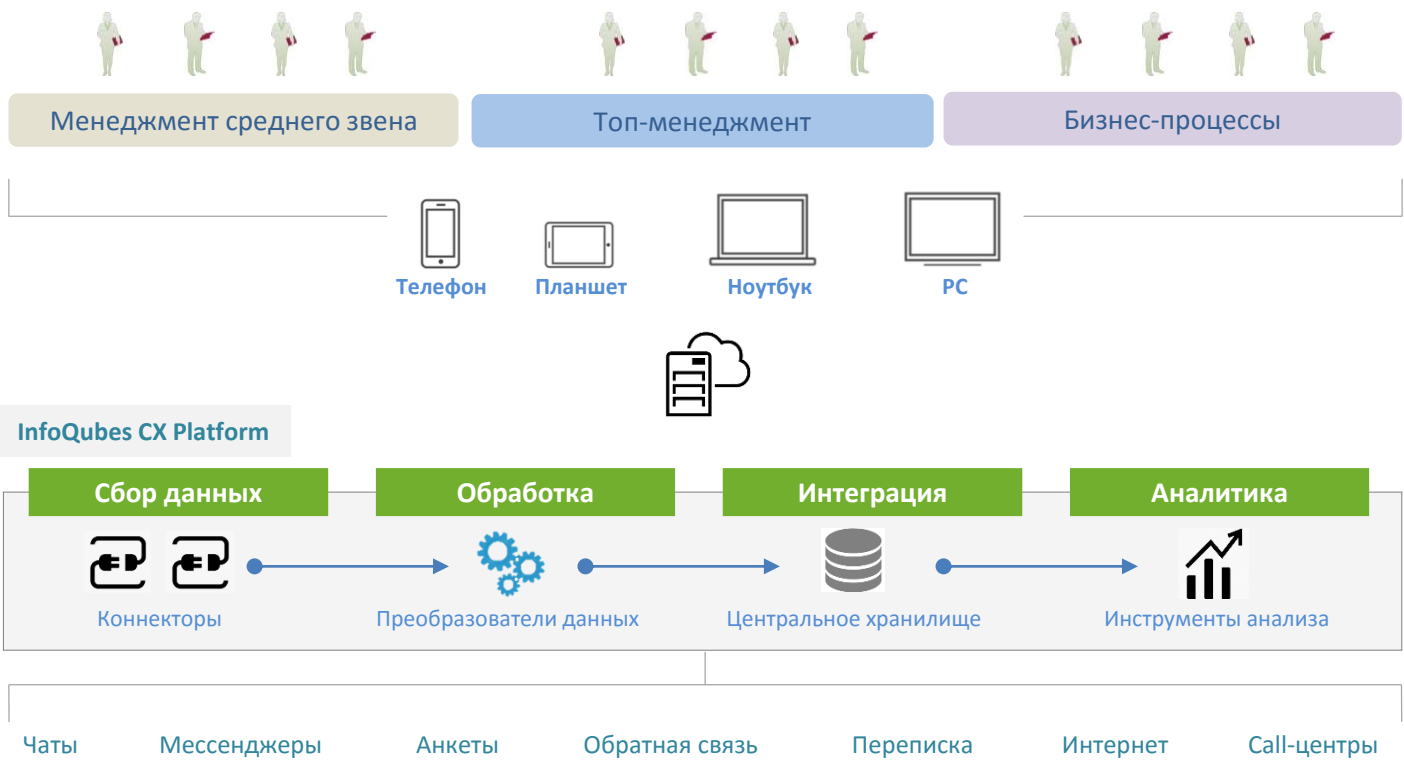 Менеджмент среднего звена
Топ-менеджмент
Бизнес-процессы
Телефон
Планшет
Ноутбук
PC
InfoQubes CX Platform
Сбор данных
Обработка
Интеграция
Аналитика
Коннекторы
Преобразователи данных
Центральное хранилище
Инструменты анализа
Чаты
Мессенджеры
Анкеты
Обратная связь
Переписка
Интернет
Call-центры